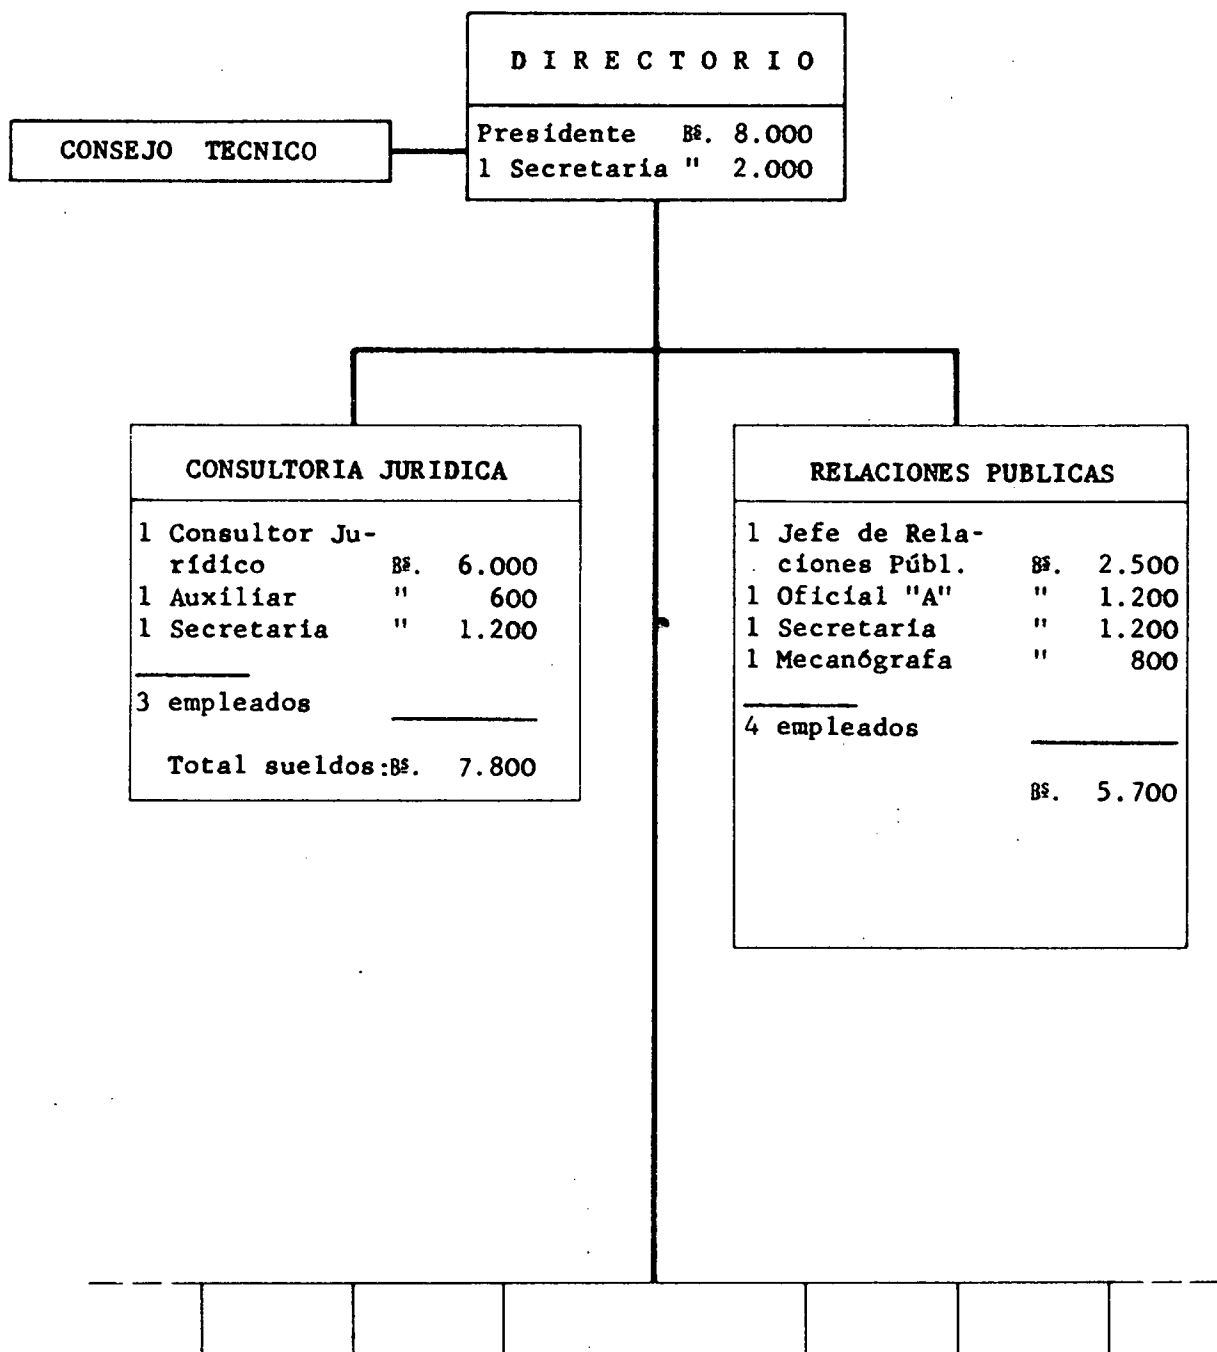 D I R E C T O R I O
Presidente Bs. 8.000
1 Secretaria " 2.000
CONSEJO TECNICO
CONSULTORIA JURIDICA
1 Consultor Ju-
rídico Bs. 6.000
1 Auxiliar " 600
1 Secretaria " 1.200
3 empleados
Total sueldos:Bs. 7.800
RELACIONES PUBLICAS
1 Jefe de Rela-
ciones Públ. Bs. 2.500
1 Oficial "A" " 1.200
1 Secretaria " 1.200
1 Mecanógrafa " 800
4 empleados
Bs. 5.700